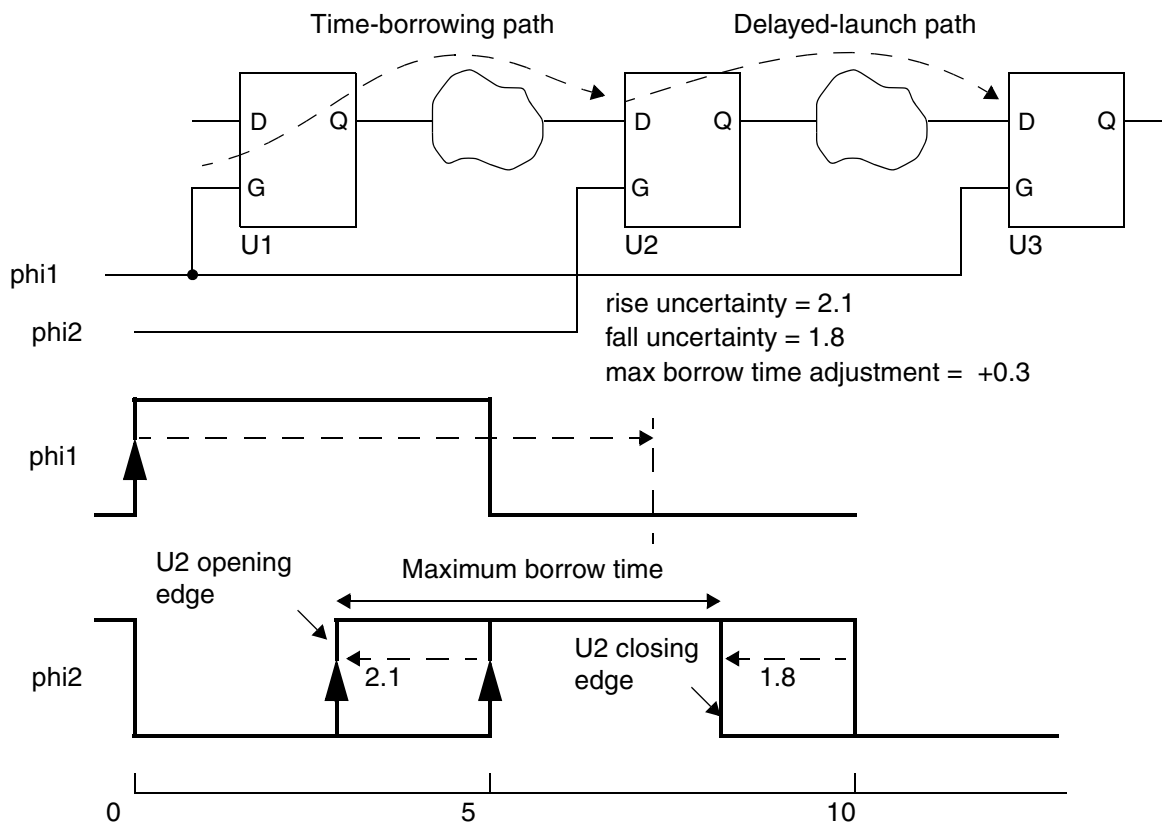 Time-borrowing path
Delayed-launch path
D Q
D Q
D Q
G
G
G
U1
U2
U3
phi1
phi2
rise uncertainty = 2.1
fall uncertainty = 1.8
max borrow time adjustment = +0.3
phi1
U2 opening
edge
Maximum borrow time
U2 closing
edge
phi2
2.1
1.8
0
5
10